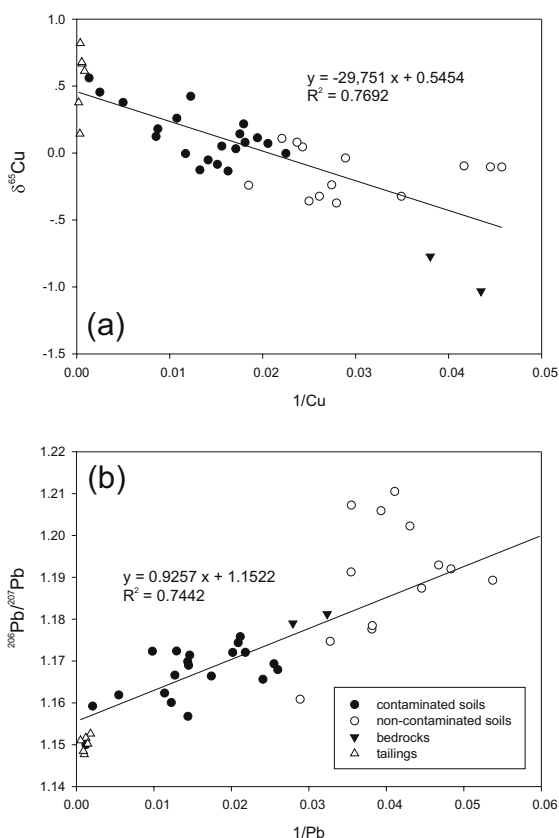 1.0
.5
0.0
-.5
-1.0
-1.5
δ⁶⁵Cu
y = -29,751 x + 0.5454
R² = 0.7692
(a)
0.00 0.01 0.02 0.03 0.04 0.05
1/Cu
1.22
1.21
1.20
1.19
1.18
1.17
1.16
1.15
1.14
²⁰⁶Pb/²⁰⁷Pb
(b)
y = 0.9257 x + 1.1522
R² = 0.7442
contaminated soils
non-contaminated soils
bedrocks
tailings
0.00 0.01 0.02 0.03 0.04 0.05 0.06
1/Pb